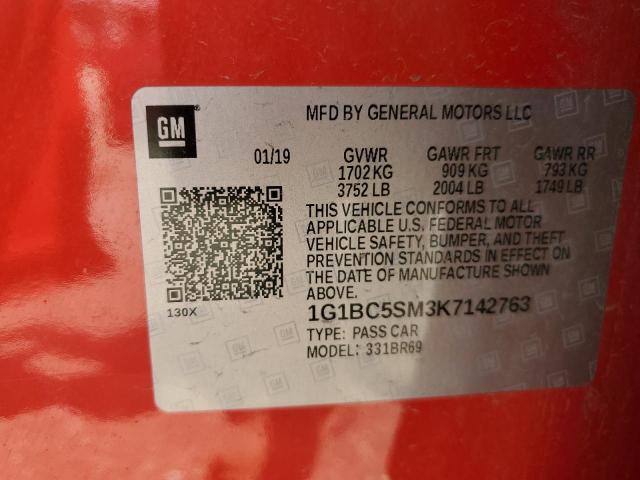 GM
MFD BY GENERAL MOTORS LLC
01/19 GVWR GAWR FRT GAWR RR
1702 KG 909 KG 793 KG
3752 LB 2004 LB 1749 LB
THIS VEHICLE CONFORMS TO ALL
APPLICABLE U.S. FEDERAL MOTOR
VEHICLE SAFETY, BUMPER, AND THEFT
PREVENTION STANDARDS IN EFFECT ON
THE DATE OF MANUFACTURE SHOWN
ABOVE.
130X
1G1BC5SM3K7142763
TYPE: PASS CAR
MODEL: 331BR69